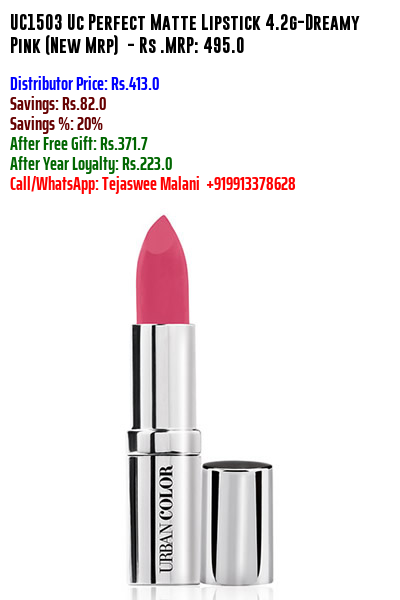 UC1503 Uc Perfect Matte Lipstick 4.2g-Dreamy
Pink (New Mrp) - Rs .MRP: 495.0
Distributor Price: Rs.413.0
Savings: Rs.82.0
Savings %: 20%
After Free Gift: Rs.371.7
After Year Loyalty: Rs.223.0
Call/WhatsApp: Tejaswee Malani +919913378628
URBAN COLOR